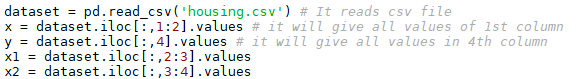 dataset = pd.read_csv('housing.csv') # It reads csv file
x = dataset.iloc[:,1:2].values # it will give all values of 1st column
y = dataset.iloc[:,4].values # it will give all values in 4th column
x1 = dataset.iloc[:,2:3].values
x2 = dataset.iloc[:,3:4].values